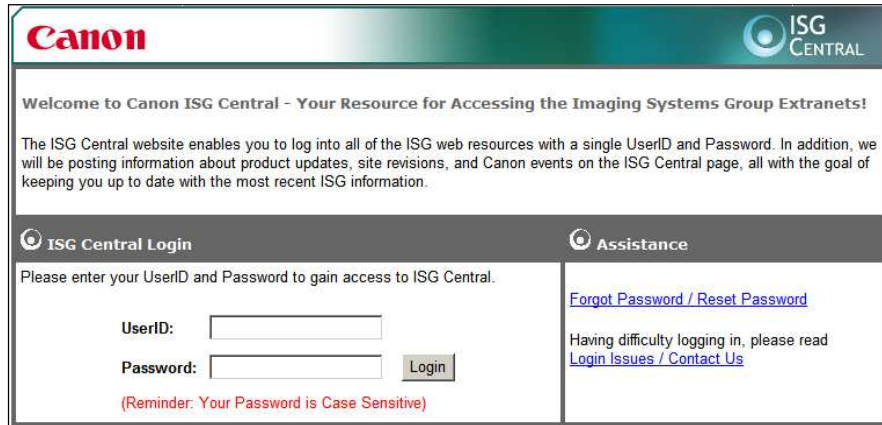 Canon
ISG
CENTRAL
Welcome to Canon ISG Central - Your Resource for Accessing the Imaging Systems Group Extranets!
The ISG Central website enables you to log into all of the ISG web resources with a single UserID and Password. In addition, we
will be posting information about product updates, site revisions, and Canon events on the ISG Central page, all with the goal of
keeping you up to date with the most recent ISG information.
ISG Central Login
Please enter your UserID and Password to gain access to ISG Central.
UserID:
Password:
Login
(Reminder: Your Password is Case Sensitive)
Assistance
Forgot Password / Reset Password
Having difficulty logging in, please read
Login Issues / Contact Us